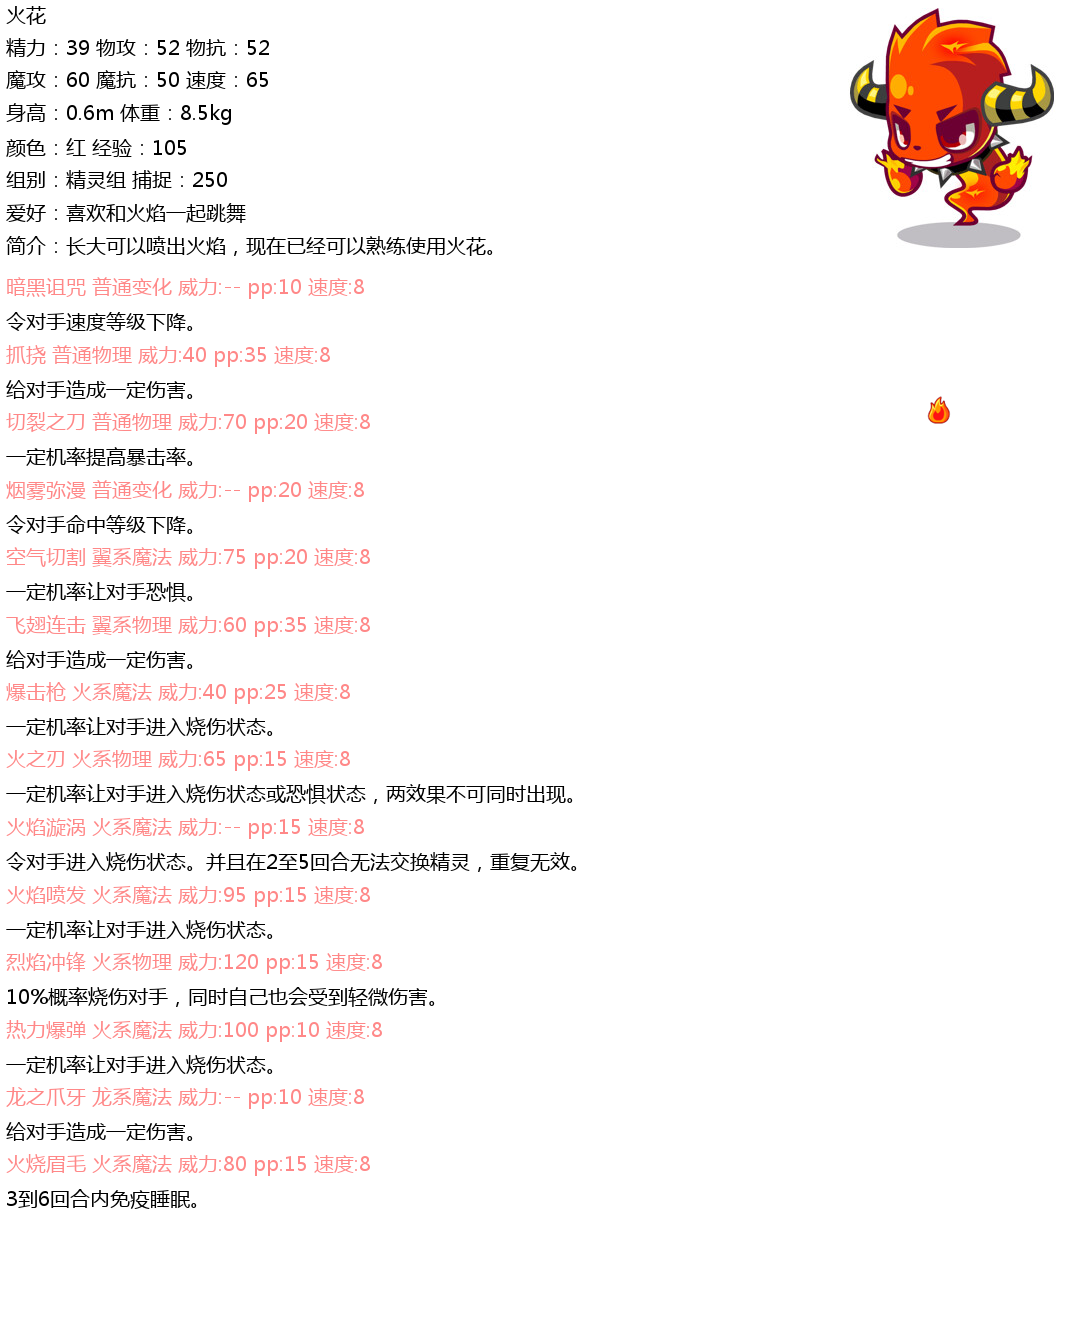 火花
精力：39 物攻：52 物抗：52
魔攻：60 魔抗：50 速度：65
身高：0.6m 体重：8.5kg
颜色：红 经验：105
组别：精灵组 捕捉：250
爱好：喜欢和火焰一起跳舞
简介：长大可以喷出火焰，现在已经可以熟练使用火花。
暗黑诅咒 普通变化 威力:-- pp:10 速度:8
令对手速度等级下降。
抓挠 普通物理 威力:40 pp:35 速度:8
给对手造成一定伤害。
切裂之刀 普通物理 威力:70 pp:20 速度:8
一定机率提高暴击率。
烟雾弥漫 普通变化 威力:-- pp:20 速度:8
令对手命中等级下降。
空气切割 翼系魔法 威力:75 pp:20 速度:8
一定机率让对手恐惧。
飞翅连击 翼系物理 威力:60 pp:35 速度:8
给对手造成一定伤害。
爆击枪 火系魔法 威力:40 pp:25 速度:8
一定机率让对手进入烧伤状态。
火之刃 火系物理 威力:65 pp:15 速度:8
一定机率让对手进入烧伤状态或恐惧状态，两效果不可同时出现。
火焰漩涡 火系魔法 威力:-- pp:15 速度:8
令对手进入烧伤状态。并且在2至5回合无法交换精灵，重复无效。
火焰喷发 火系魔法 威力:95 pp:15 速度:8
一定机率让对手进入烧伤状态。
烈焰冲锋 火系物理 威力:120 pp:15 速度:8
10%概率烧伤对手，同时自己也会受到轻微伤害。
热力爆弹 火系魔法 威力:100 pp:10 速度:8
一定机率让对手进入烧伤状态。
龙之爪牙 龙系魔法 威力:-- pp:10 速度:8
给对手造成一定伤害。
火烧眉毛 火系魔法 威力:80 pp:15 速度:8
3到6回合内免疫睡眠。